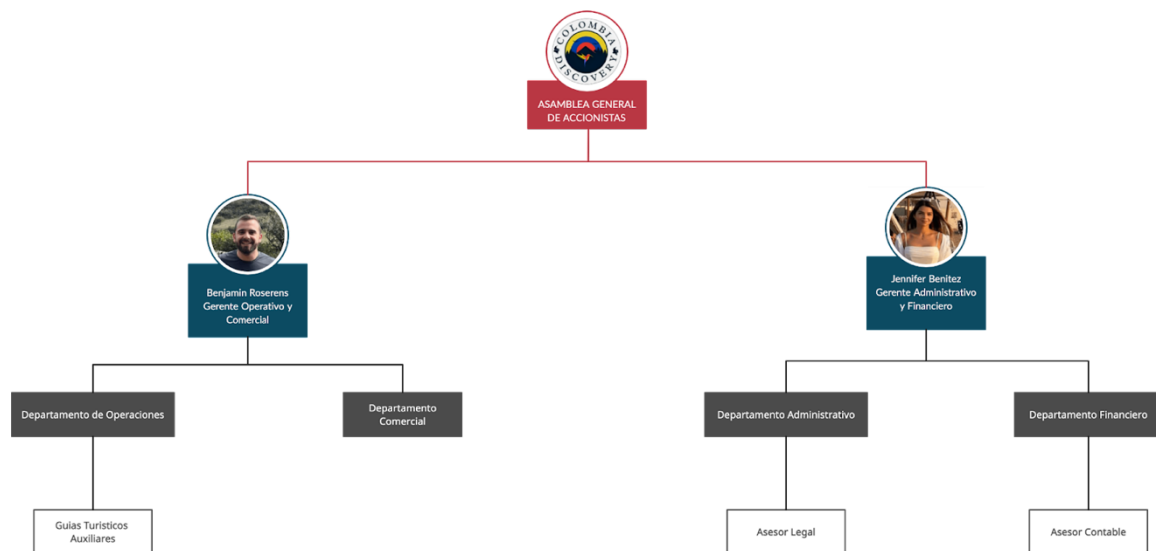 COLOMBIA
DISCOVERY
ASAMBLEA GENERAL
DE ACCIONISTAS
Benjamin Roserens
Gerente Operativo y
Comercial
Jennifer Benitez
Gerente Administrativo
y Financiero
Departamento de Operaciones
Departamento
Comercial
Departamento Administrativo
Departamento Financiero
Guias Turisticos
Auxiliares
Asesor Legal
Asesor Contable